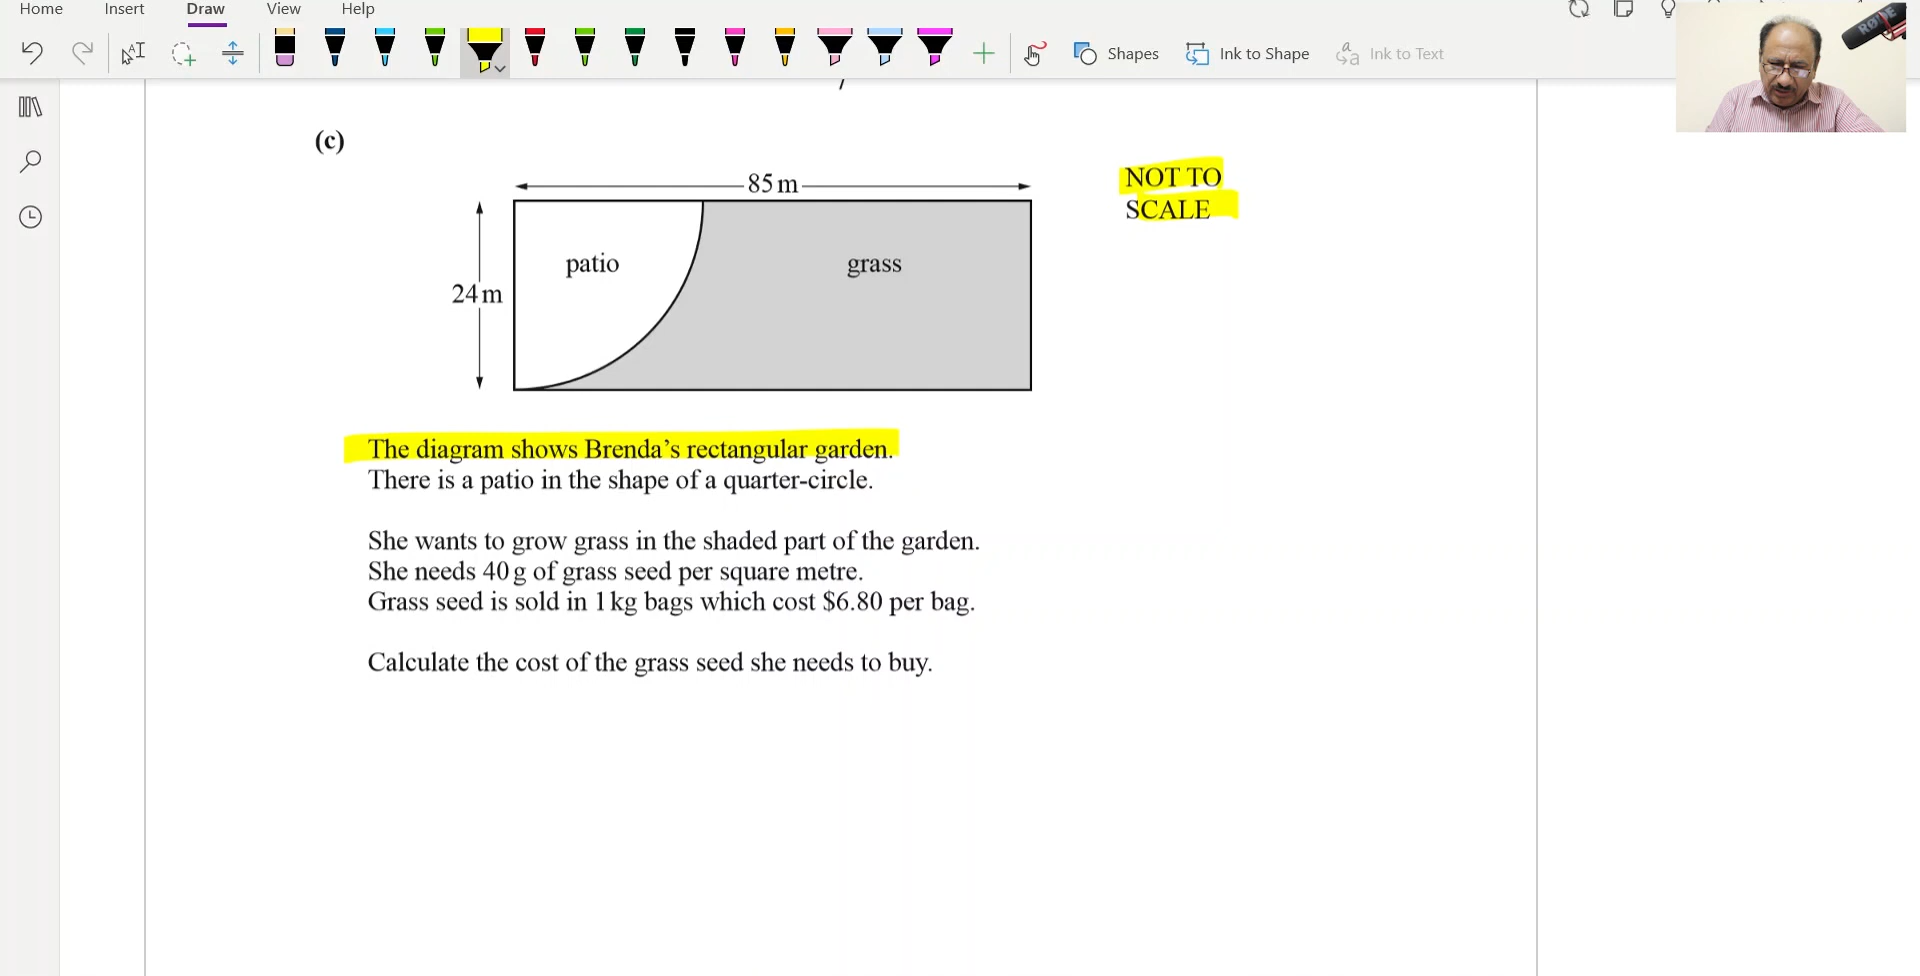 Home Insert Draw View Help
Shapes Ink to Shape Ink to Text
(c)
85 m
NOT TO
SCALE
patio
grass
24 m
The diagram shows Brenda’s rectangular garden.
There is a patio in the shape of a quarter-circle.
She wants to grow grass in the shaded part of the garden.
She needs 40 g of grass seed per square metre.
Grass seed is sold in 1 kg bags which cost $6.80 per bag.
Calculate the cost of the grass seed she needs to buy.
RØDE